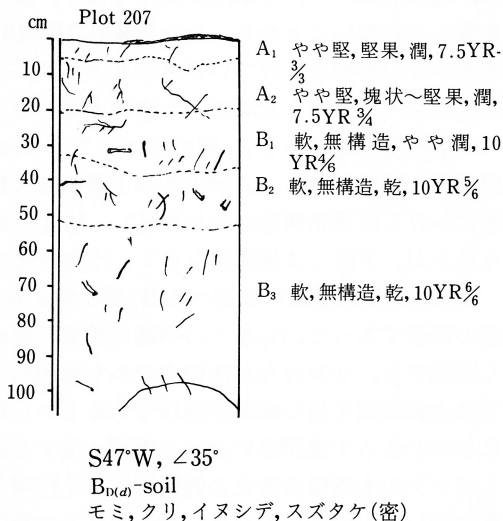 cm Plot 207
0
10
20
30
40
50
60
70
80
90
100
A₁ やや堅,堅果,潤,7.5YR-
3/3
A₂ やや堅,塊状～堅果,潤,
7.5YR 3/4
B₁ 軟,無構造,やや潤,10
YR4/6
B₂ 軟,無構造,乾,10YR 5/6
B₃ 軟,無構造,乾,10YR 6/6
S47°W, ∠35°
B_D(d)-soil
モミ,クリ,イヌシデ,スズタケ(密)